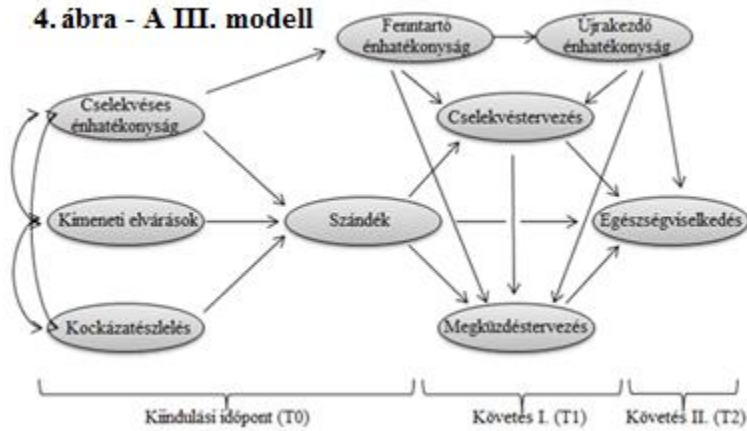 4. ábra - A III. modell
Fenntartó
énhatékonyság
Újrakezdő
énhatékonyság
Cselekvéses
énhatékonyság
Cselekvéstervezés
Kimeneti elvárások
Szándék
Egészségviselkedés
Kockázatészlelés
Megküzdéstervezés
Kiindulási időpont (T0)
Követés I. (T1)
Követés II. (T2)